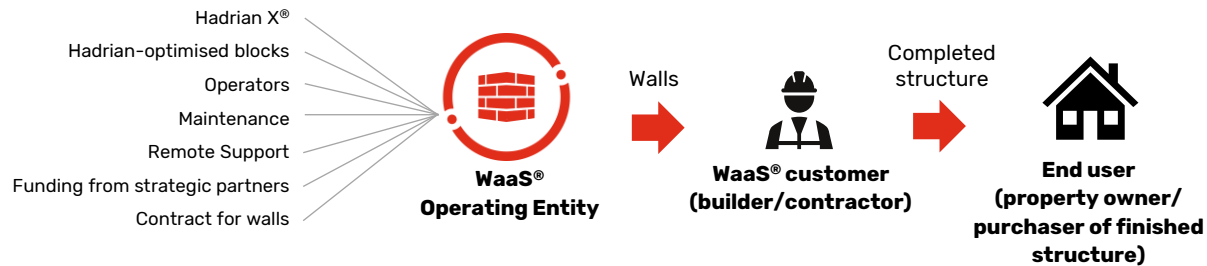 Hadrian X®
Hadrian-optimised blocks
Operators
Maintenance
Remote Support
Funding from strategic partners
Contract for walls
WaaS®
Operating Entity
Walls
WaaS® customer
(builder/contractor)
Completed
structure
End user
(property owner/
purchaser of finished
structure)